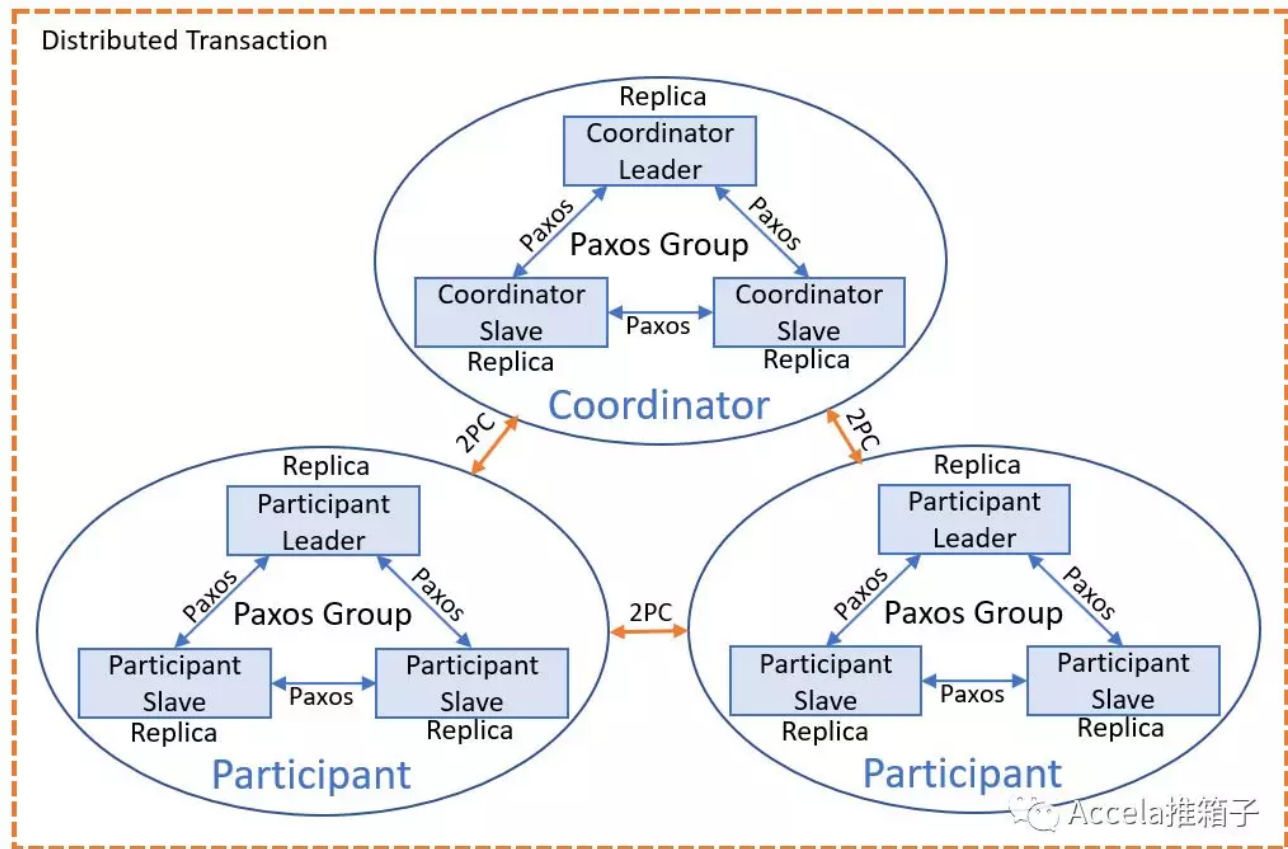 Distributed Transaction
Replica
Coordinator
Leader
Paxos
Paxos
Paxos Group
Coordinator
Slave
Paxos
Coordinator
Slave
Replica
Replica
Coordinator
2PC
2PC
Replica
Participant
Leader
Paxos
Paxos
Paxos Group
Participant
Slave
Paxos
Participant
Slave
Replica
Replica
Participant
2PC
Replica
Participant
Leader
Paxos
Paxos
Paxos Group
Participant
Slave
Paxos
Participant
Slave
Replica
Replica
Participant
Accela推箱子